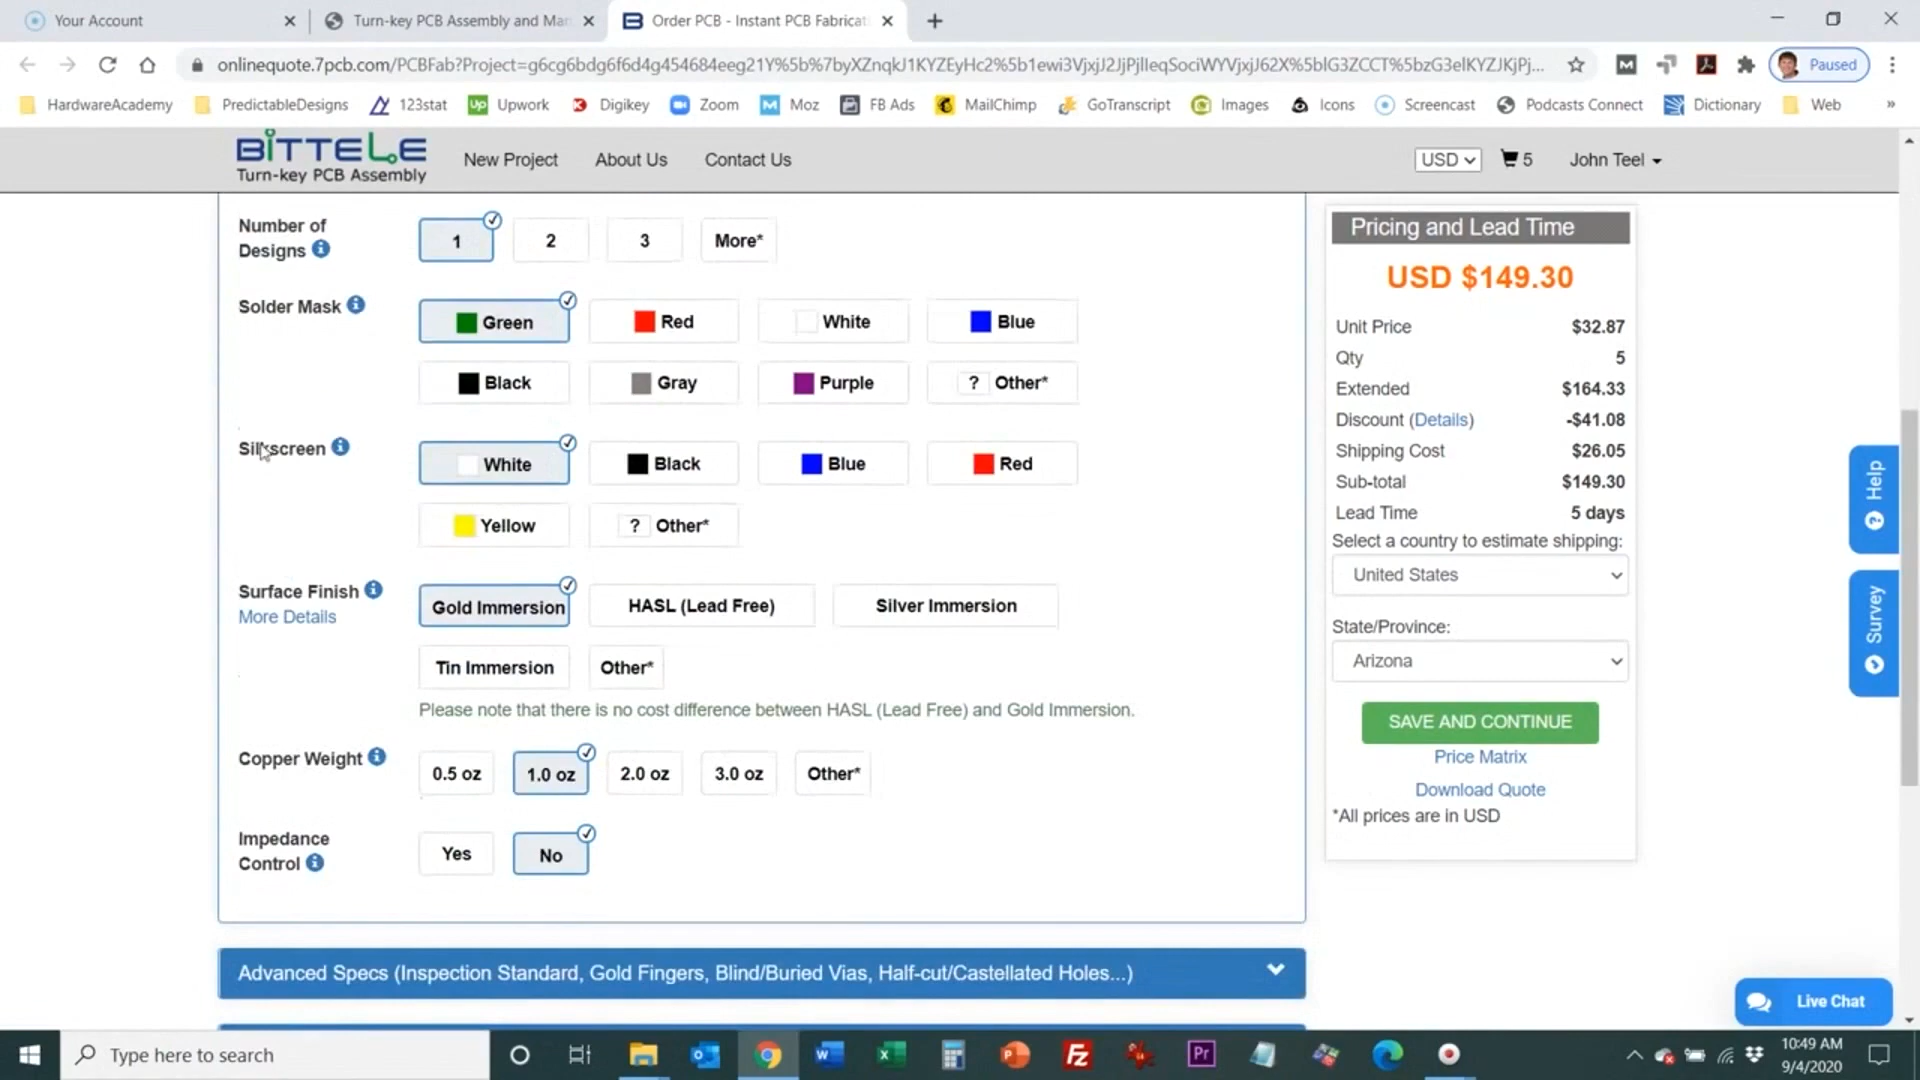 Your Account
Turn-key PCB Assembly and Man
Order PCB - Instant PCB Fabricat
onlinequote.7pcb.com/PCBFab?Project=g6cg6bdg6f6d4g454684eeg21Y%5b%7byXZnqkJ1KYZEyHc2%5b1ewi3VjxjJ2JjPjlIeqSociWYVjxjJ62X%5blG3ZCCT%5bzG3elKYZJKjPj...
Paused
HardwareAcademy
PredictableDesigns
123stat
Upwork
Digikey
Zoom
Moz
FB Ads
MailChimp
GoTranscript
Images
Icons
Screencast
Podcasts Connect
Dictionary
Web
»
BiTTELE
Turn-key PCB Assembly
New Project
About Us
Contact Us
USD
5
John Teel
Number of
Designs
1
2
3
More*
Solder Mask
Green
Red
White
Blue
Black
Gray
Purple
? Other*
Silkscreen
White
Black
Blue
Red
Yellow
? Other*
Surface Finish
More Details
Gold Immersion
HASL (Lead Free)
Silver Immersion
Tin Immersion
Other*
Please note that there is no cost difference between HASL (Lead Free) and Gold Immersion.
Copper Weight
0.5 oz
1.0 oz
2.0 oz
3.0 oz
Other*
Impedance
Control
Yes
No
Advanced Specs (Inspection Standard, Gold Fingers, Blind/Buried Vias, Half-cut/Castellated Holes...)
Pricing and Lead Time
USD $149.30
Unit Price $32.87
Qty 5
Extended $164.33
Discount (Details) -$41.08
Shipping Cost $26.05
Sub-total $149.30
Lead Time 5 days
Select a country to estimate shipping:
United States
State/Province:
Arizona
SAVE AND CONTINUE
Price Matrix
Download Quote
*All prices are in USD
Help
Survey
Live Chat
Type here to search
10:49 AM
9/4/2020